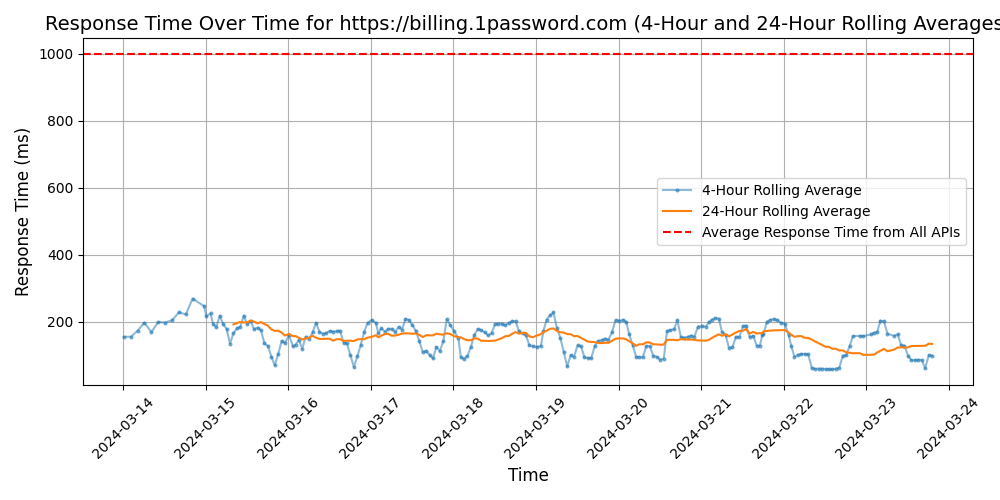 Response Time Over Time for https://billing.1password.com (4-Hour and 24-Hour Rolling Averages
1000
800
600
400
200
Response Time (ms)
4-Hour Rolling Average
24-Hour Rolling Average
Average Response Time from All APIs
2024-03-14
2024-03-15
2024-03-16
2024-03-17
2024-03-18
2024-03-19
2024-03-20
2024-03-21
2024-03-22
2024-03-23
2024-03-24
Time